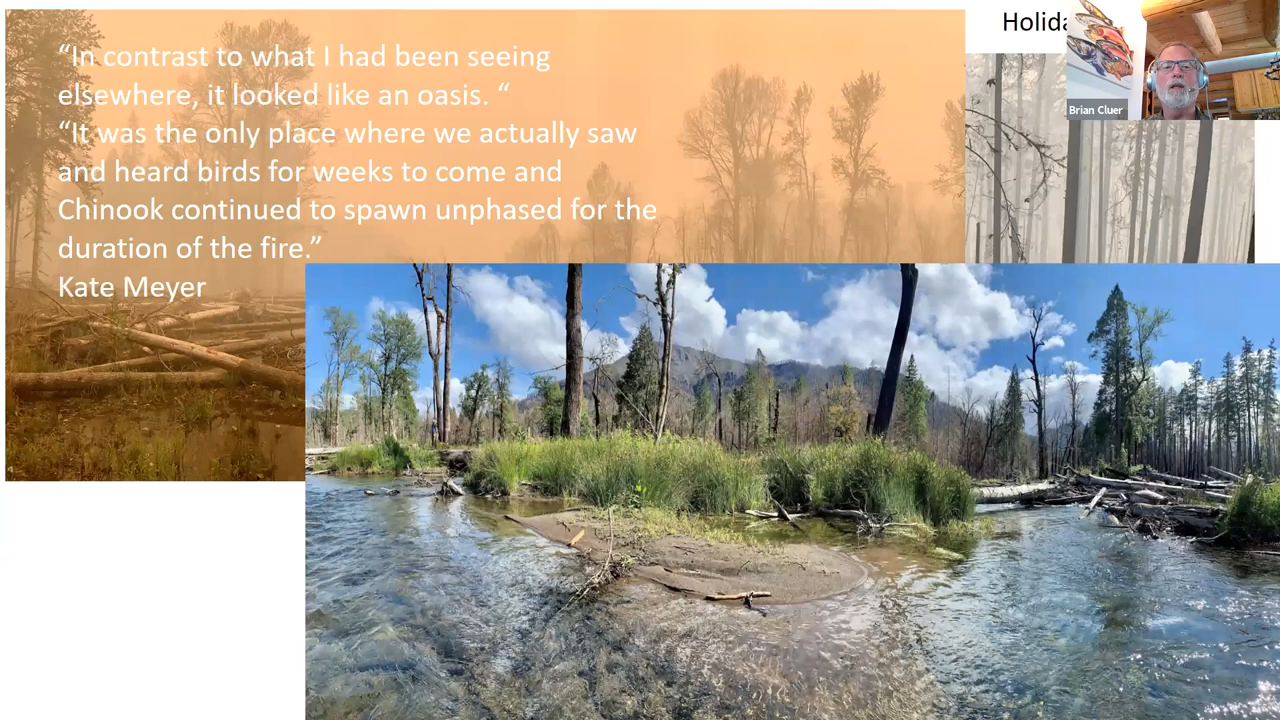 “In contrast to what I had been seeing
elsewhere, it looked like an oasis. “
“It was the only place where we actually saw
and heard birds for weeks to come and
Chinook continued to spawn unphased for the
duration of the fire.”
Kate Meyer
Holida
Brian Cluer